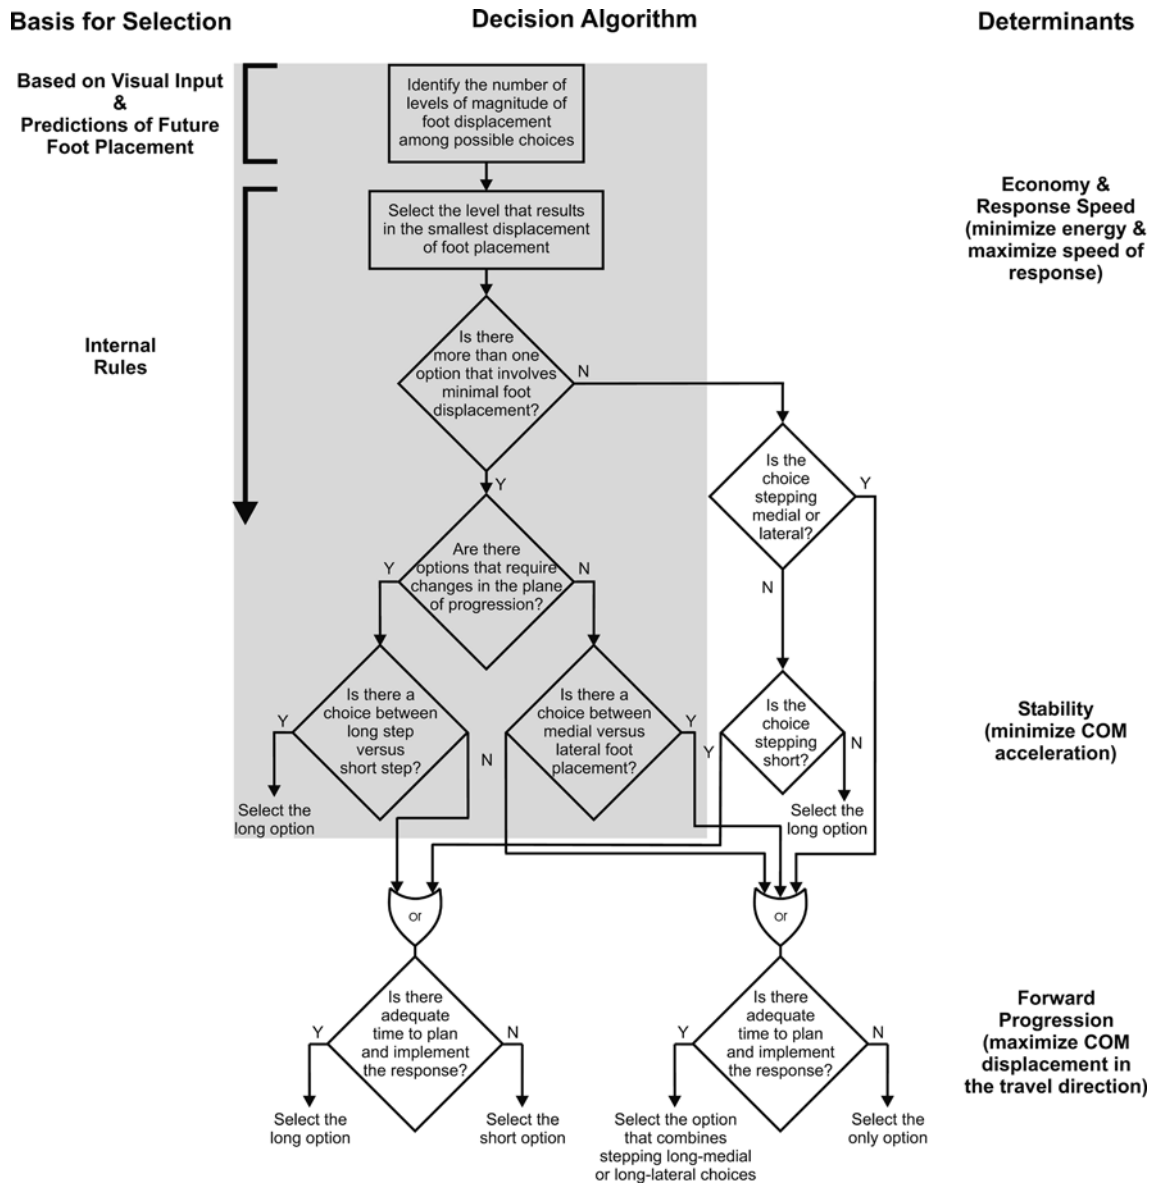 Basis for Selection
Decision Algorithm
Determinants
Based on Visual Input
&
Predictions of Future
Foot Placement
Identify the number of
levels of magnitude of
foot displacement
among possible choices
Economy &
Response Speed
(minimize energy &
maximize speed of
response)
Select the level that results
in the smallest displacement
of foot placement
Internal
Rules
Is there
more than one
option that involves
minimal foot
displacement?
N
Y
Is the
choice
stepping
medial or
lateral?
Y
N
Are there
options that require
changes in the plane
of progression?
Y
N
Is there a
choice between
long step
versus
short step?
Y
N
Select the
long option
Is there a
choice between
medial versus
lateral foot
placement?
Y
Is the
choice
stepping
short?
Y
N
Select the
long option
Stability
(minimize COM
acceleration)
or
or
Is there
adequate
time to plan
and implement
the response?
Y
N
Select the
long option
Select the
short option
Is there
adequate
time to plan
and implement
the response?
Y
N
Select the option
that combines
stepping long-medial
or long-lateral choices
Select the
only option
Forward
Progression
(maximize COM
displacement in
the travel direction)